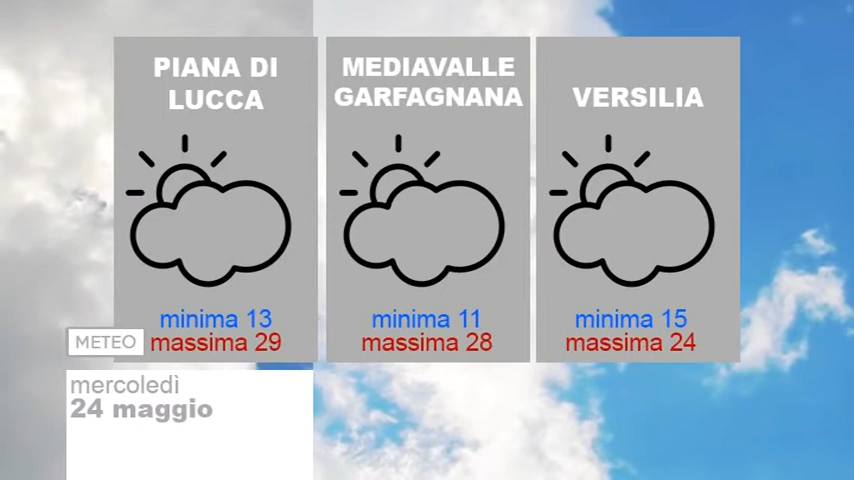 PIANA DI
LUCCA
minima 13
massima 29
MEDIAVALLE
GARFAGNANA
minima 11
massima 28
VERSILIA
minima 15
massima 24
METEO
mercoledì
24 maggio